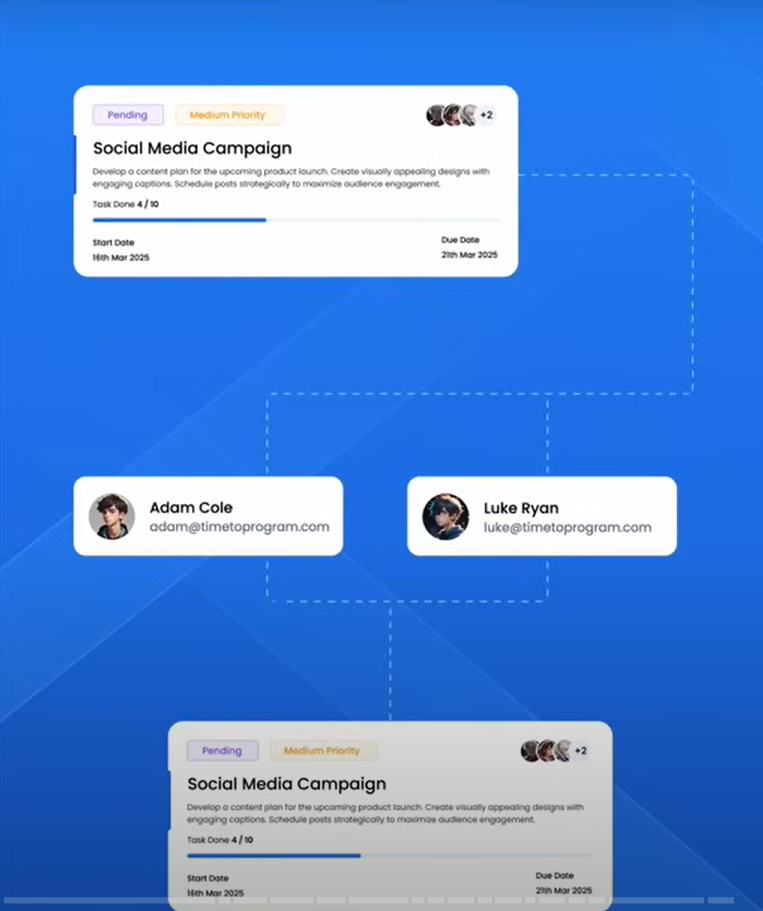 Pending Medium Priority +2
Social Media Campaign
Develop a content plan for the upcoming product launch. Create visually appealing designs with
engaging captions. Schedule posts strategically to maximize audience engagement.
Task Done 4 / 10
Start Date Due Date
16th Mar 2025 21th Mar 2025
Adam Cole
adam@timetoprogram.com
Luke Ryan
luke@timetoprogram.com
Pending Medium Priority +2
Social Media Campaign
Develop a content plan for the upcoming product launch. Create visually appealing designs with
engaging captions. Schedule posts strategically to maximize audience engagement.
Task Done 4 / 10
Start Date Due Date
16th Mar 2025 21th Mar 2025